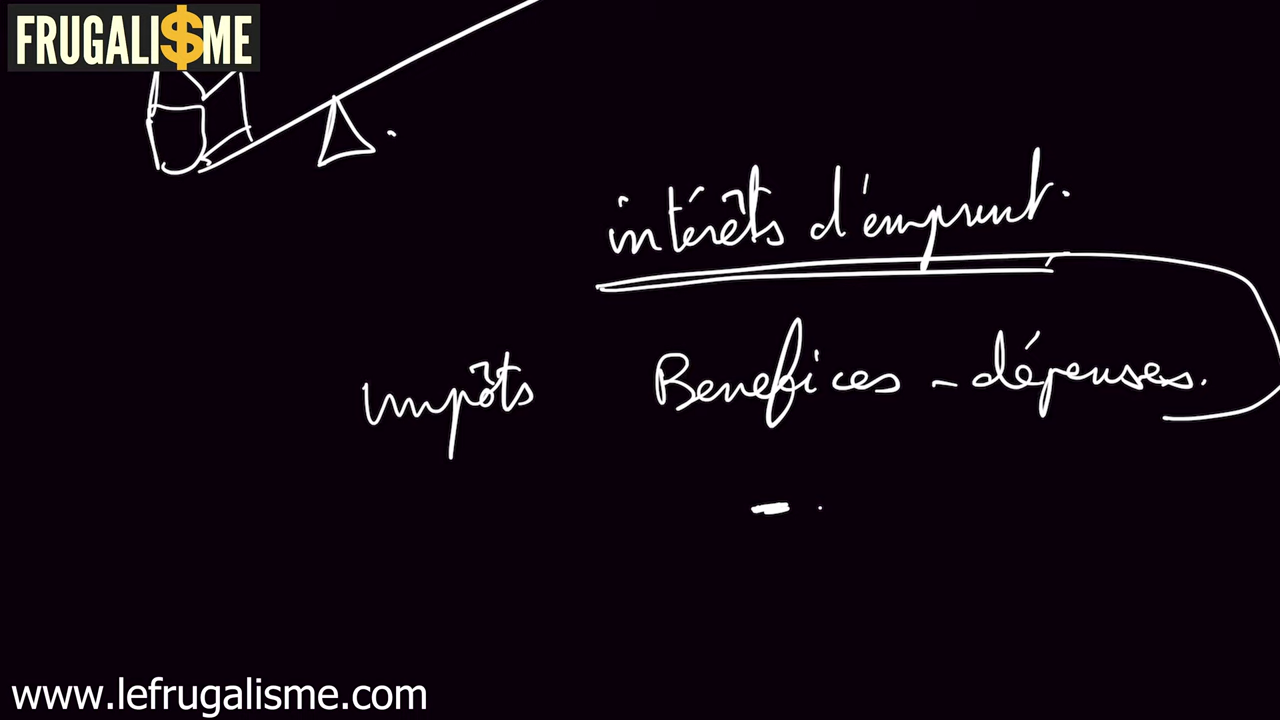 FRUGALI$ME
intérêts d'emprunt.
impôts Benefices - dépenses.
-.
www.lefrugalisme.com